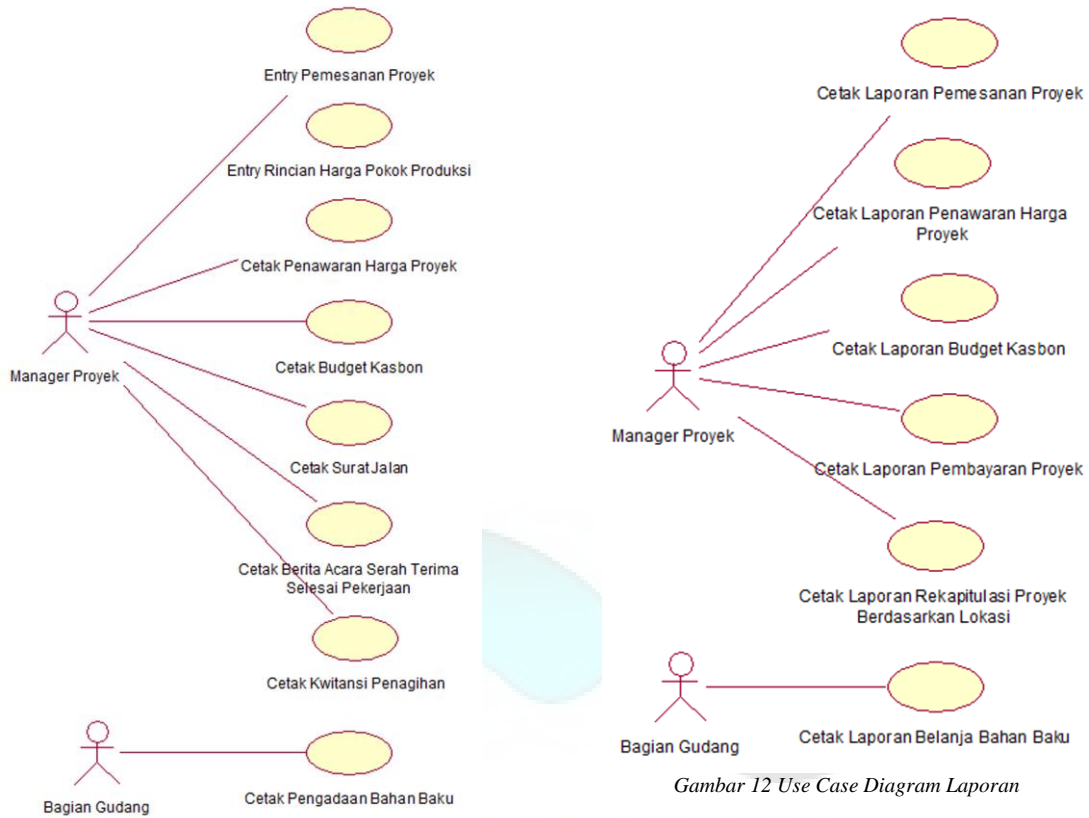 Entry Pemesanan Proyek
Entry Rincian Harga Pokok Produksi
Cetak Penawaran Harga Proyek
Cetak Budget Kasbon
Manager Proyek
Cetak Surat Jalan
Cetak Berita Acara Serah Terima
Selesai Pekerjaan
Cetak Kwitansi Penagihan
Bagian Gudang
Cetak Pengadaan Bahan Baku
Cetak Laporan Pemesanan Proyek
Cetak Laporan Penawaran Harga
Proyek
Cetak Laporan Budget Kasbon
Manager Proyek
Cetak Laporan Pembayaran Proyek
Cetak Laporan Rekapitulasi Proyek
Berdasarkan Lokasi
Bagian Gudang
Cetak Laporan Belanja Bahan Baku
Gambar 12 Use Case Diagram Laporan